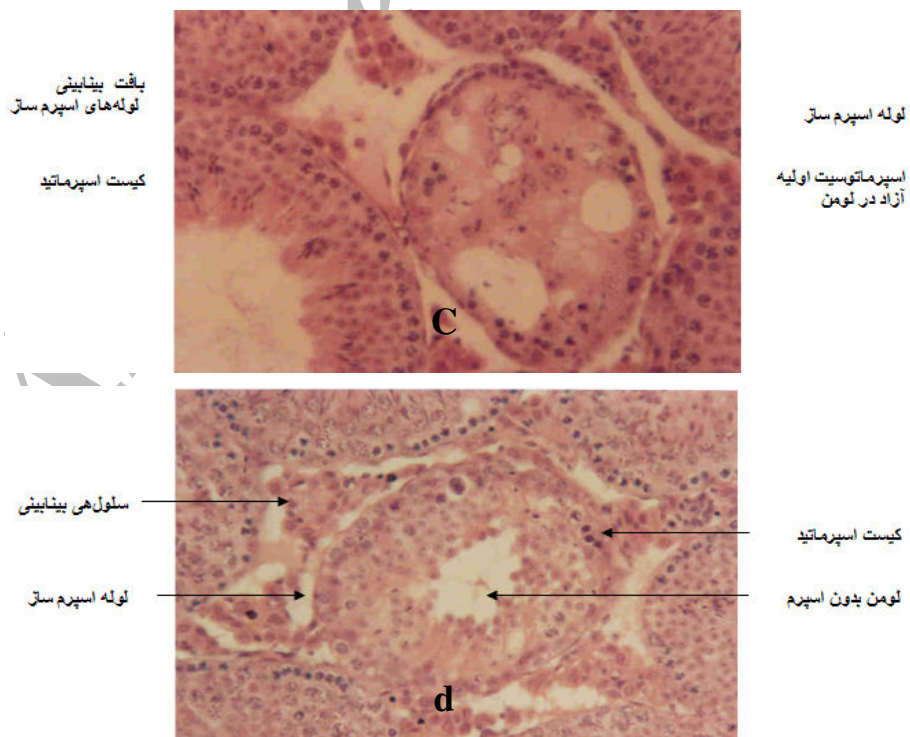 بافت بینابینی
لوله‌های اسپرم ساز
لوله اسپرم ساز
کیست اسپرماتید
اسپرماتوسیت اولیه
آزاد در لومن
C
سلول‌هی بینابینی
کیست اسپرماتید
لوله اسپرم ساز
لومن بدون اسپرم
d